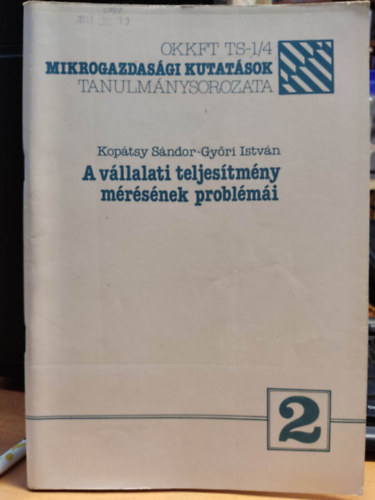 OKKFT TS-1/4
MIKROGAZDASÁGI KUTATÁSOK
TANULMÁNYSOROZATA
Kopátsy Sándor-Győri István
A vállalati teljesítmény
mérésének problémái
2